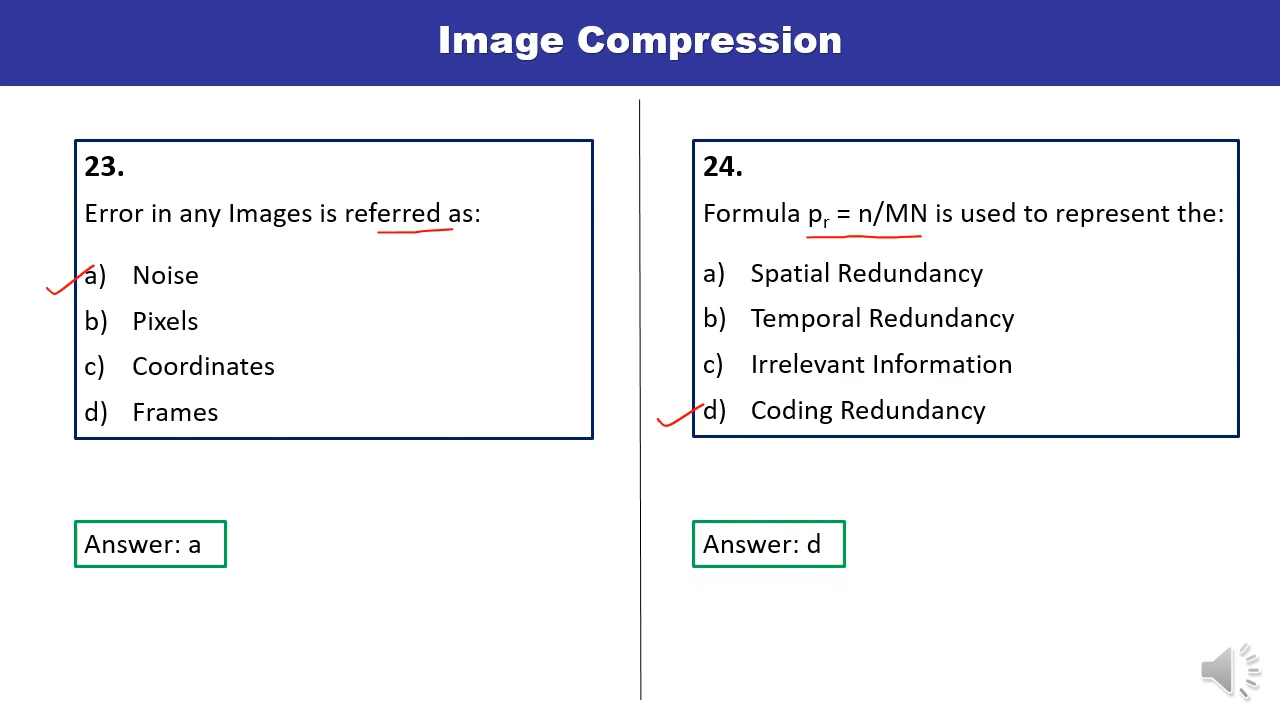 Image Compression
23.
Error in any Images is referred as:
a) Noise
b) Pixels
c) Coordinates
d) Frames
Answer: a
24.
Formula pᵣ = n/MN is used to represent the:
a) Spatial Redundancy
b) Temporal Redundancy
c) Irrelevant Information
d) Coding Redundancy
Answer: d